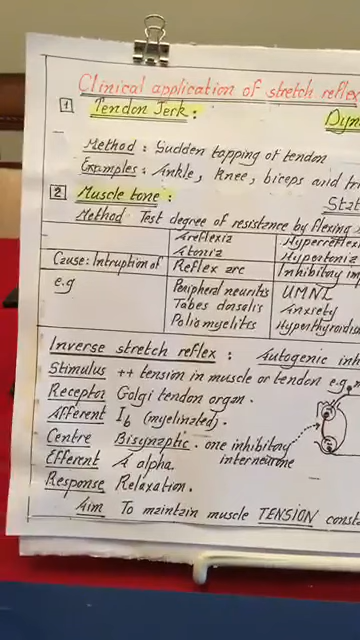 Clinical application of stretch reflex
1 Tendon Jerk: Dyn
Method: Sudden tapping of tendon
Examples: Ankle, knee, biceps and tri
2 Muscle tone: Stat
Method Test degree of resistance by flexing
Areflexia Hyperreflexi
Atonia Hypertonia
Cause: Intruption of Reflex arc Inhibitory im
e.g Peripheral neuritis UMNL
Tabes dorsalis Anxiety
Poliomyelitis Hyperthyroidis
Inverse stretch reflex: Autogenic inh
Stimulus ++ tension in muscle or tendon e.g.
Receptor Golgi tendon organ.
Afferent Ib (myelinated).
Centre Bisynaptic. one inhibitory
interneurone
Efferent A alpha.
Response Relaxation.
Aim To maintain muscle TENSION const